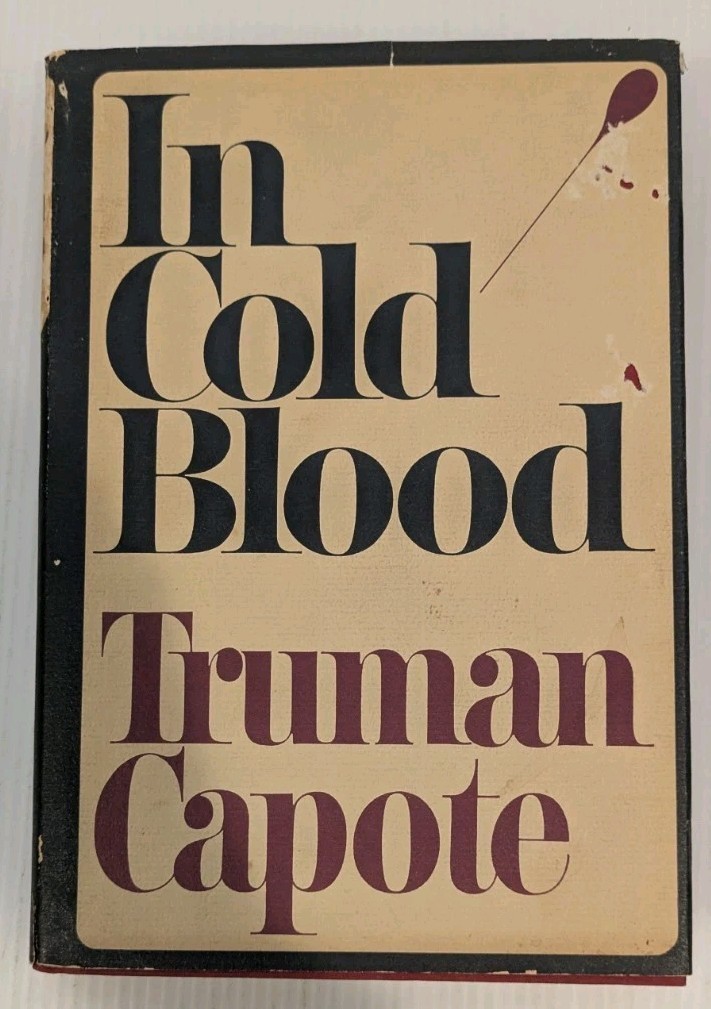 In
Cold
Blood
Truman
Capote